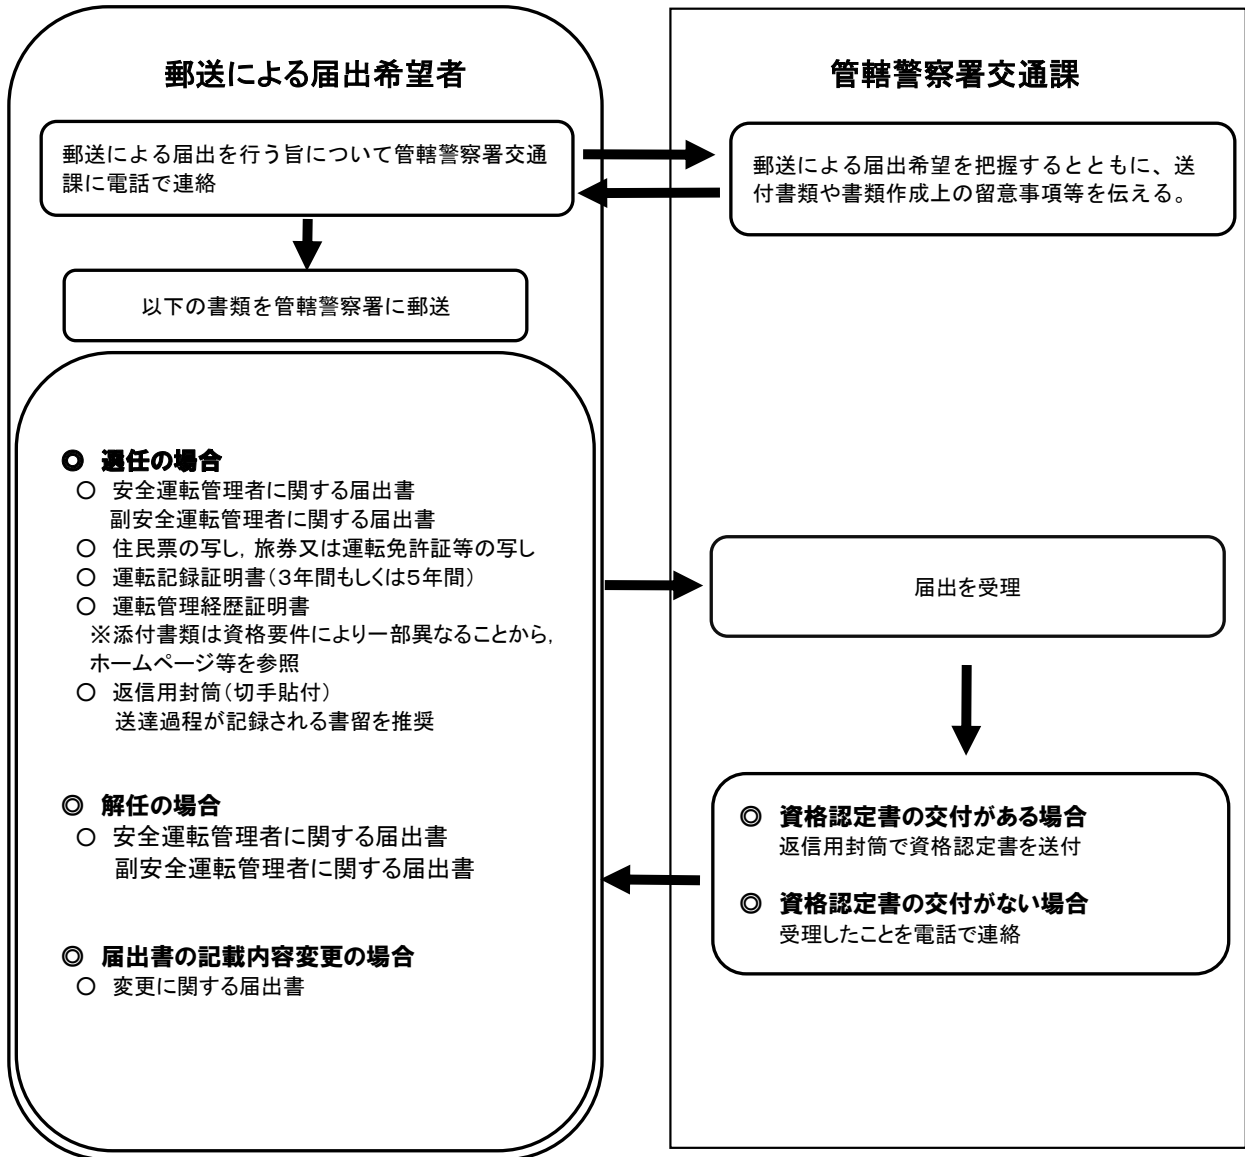 郵送による届出希望者
郵送による届出を行う旨について管轄警察署交通
課に電話で連絡
以下の書類を管轄警察署に郵送
◎ 選任の場合
○ 安全運転管理者に関する届出書
副安全運転管理者に関する届出書
○ 住民票の写し，旅券又は運転免許証等の写し
○ 運転記録証明書（３年間もしくは５年間）
○ 運転管理経歴証明書
※添付書類は資格要件により一部異なることから，
ホームページ等を参照
○ 返信用封筒（切手貼付）
送達過程が記録される書留を推奨
◎ 解任の場合
○ 安全運転管理者に関する届出書
副安全運転管理者に関する届出書
◎ 届出書の記載内容変更の場合
○ 変更に関する届出書
管轄警察署交通課
郵送による届出希望を把握するとともに、送
付書類や書類作成上の留意事項等を伝える。
届出を受理
◎ 資格認定書の交付がある場合
返信用封筒で資格認定書を送付
◎ 資格認定書の交付がない場合
受理したことを電話で連絡